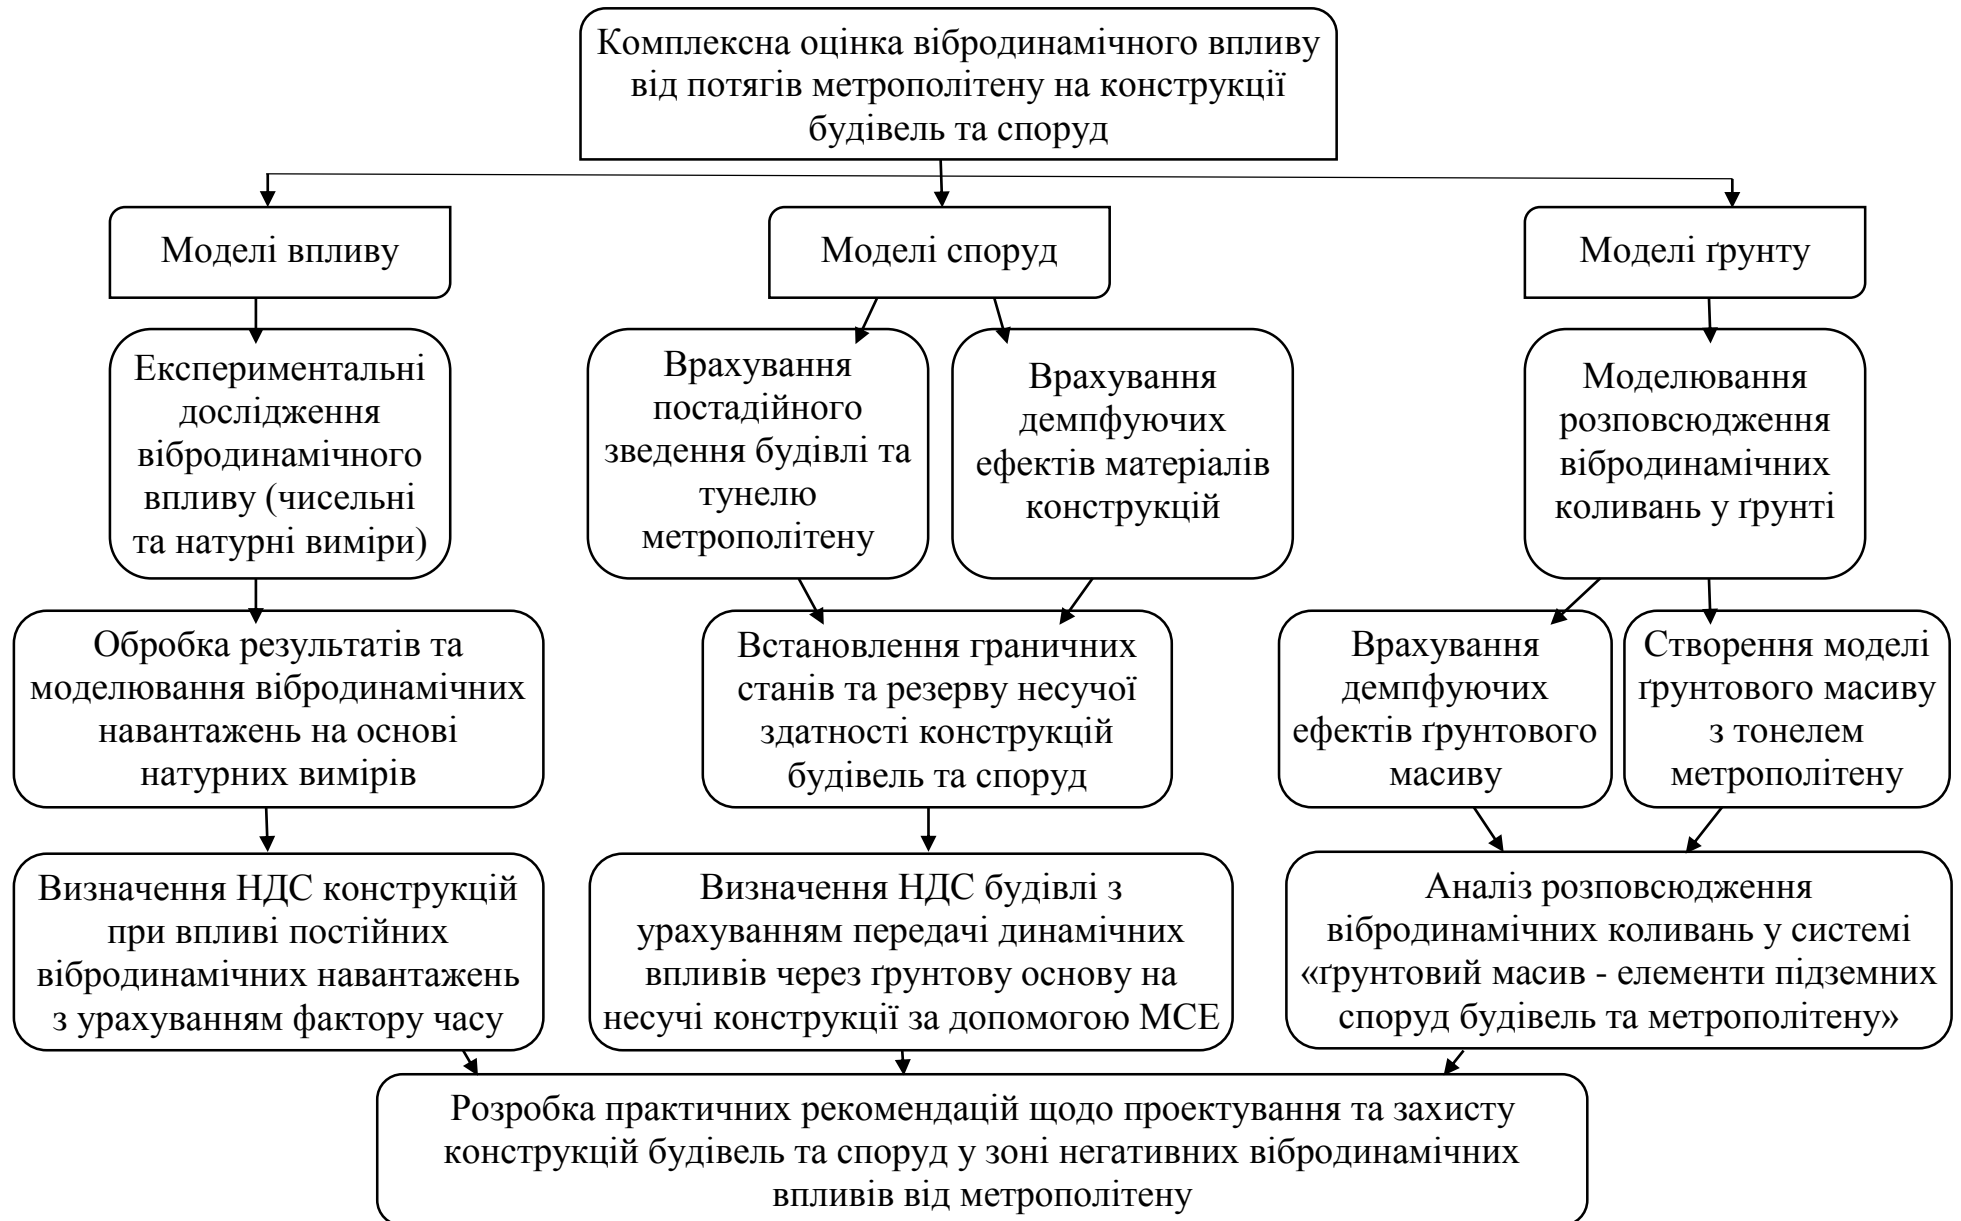 Комплексна оцінка вібродинамічного впливу
від потягів метрополітену на конструкції
будівель та споруд
Моделі впливу
Моделі споруд
Моделі ґрунту
Експериментальні
дослідження
вібродинамічного
впливу (чисельні
та натурні виміри)
Врахування
постадійного
зведення будівлі та
тунелю
метрополітену
Врахування
демпфуючих
ефектів матеріалів
конструкцій
Моделювання
розповсюдження
вібродинамічних
коливань у ґрунті
Обробка результатів та
моделювання вібродинамічних
навантажень на основі
натурних вимірів
Встановлення граничних
станів та резерву несучої
здатності конструкцій
будівель та споруд
Врахування
демпфуючих
ефектів ґрунтового
масиву
Створення моделі
ґрунтового масиву
з тонелем
метрополітену
Визначення НДС конструкцій
при впливі постійних
вібродинамічних навантажень
з урахуванням фактору часу
Визначення НДС будівлі з
урахуванням передачі динамічних
впливів через ґрунтову основу на
несучі конструкції за допомогою МСЕ
Аналіз розповсюдження
вібродинамічних коливань у системі
«ґрунтовий масив - елементи підземних
споруд будівель та метрополітену»
Розробка практичних рекомендацій щодо проектування та захисту
конструкцій будівель та споруд у зоні негативних вібродинамічних
впливів від метрополітену